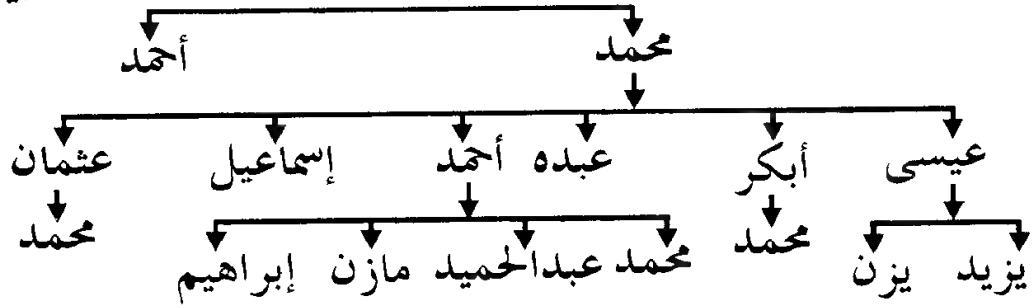 محمد أحمد
عيسى أبكر عبده أحمد إسماعيل عثمان
يزيد يزن محمد محمد عبدالحميد مازن إبراهيم محمد